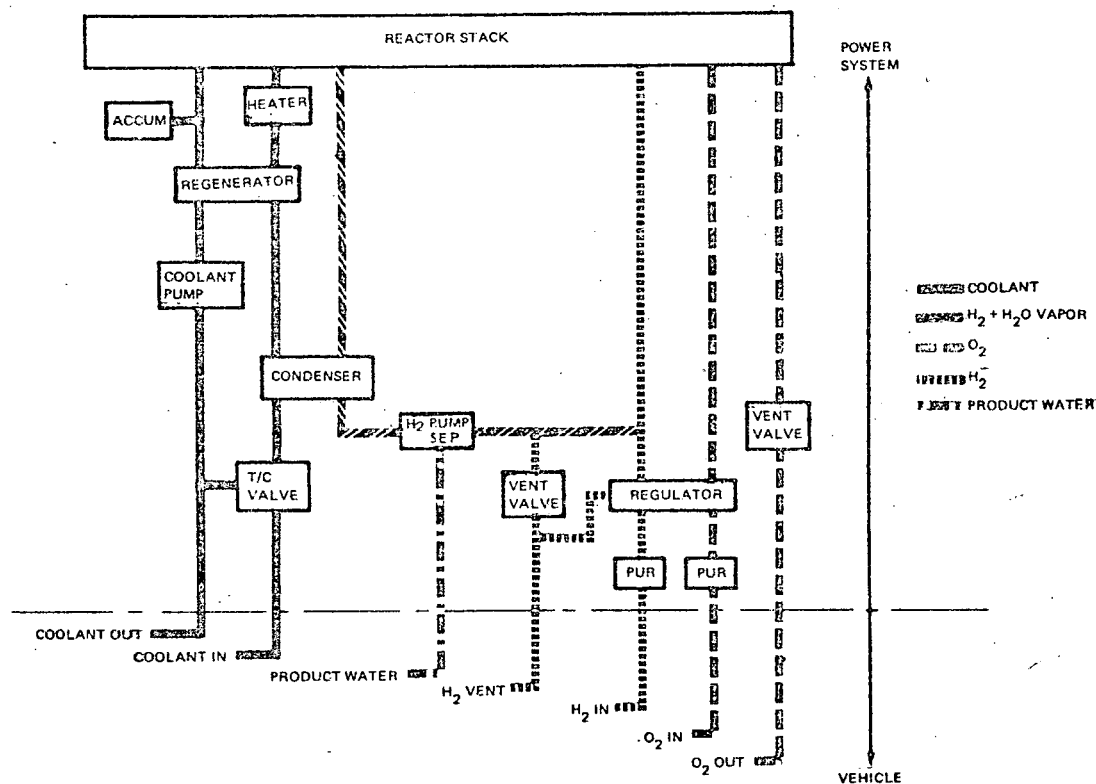 REACTOR STACK
POWER
SYSTEM
ACCUM
HEATER
REGENERATOR
COOLANT
PUMP
CONDENSER
COOLANT
H2 + H2O VAPOR
O2
H2
PRODUCT WATER
H2 PUMP
SEP
VENT
VALVE
T/C
VALVE
VENT
VALVE
REGULATOR
PUR
PUR
COOLANT OUT
COOLANT IN
PRODUCT WATER
H2 VENT
H2 IN
O2 IN
O2 OUT
VEHICLE